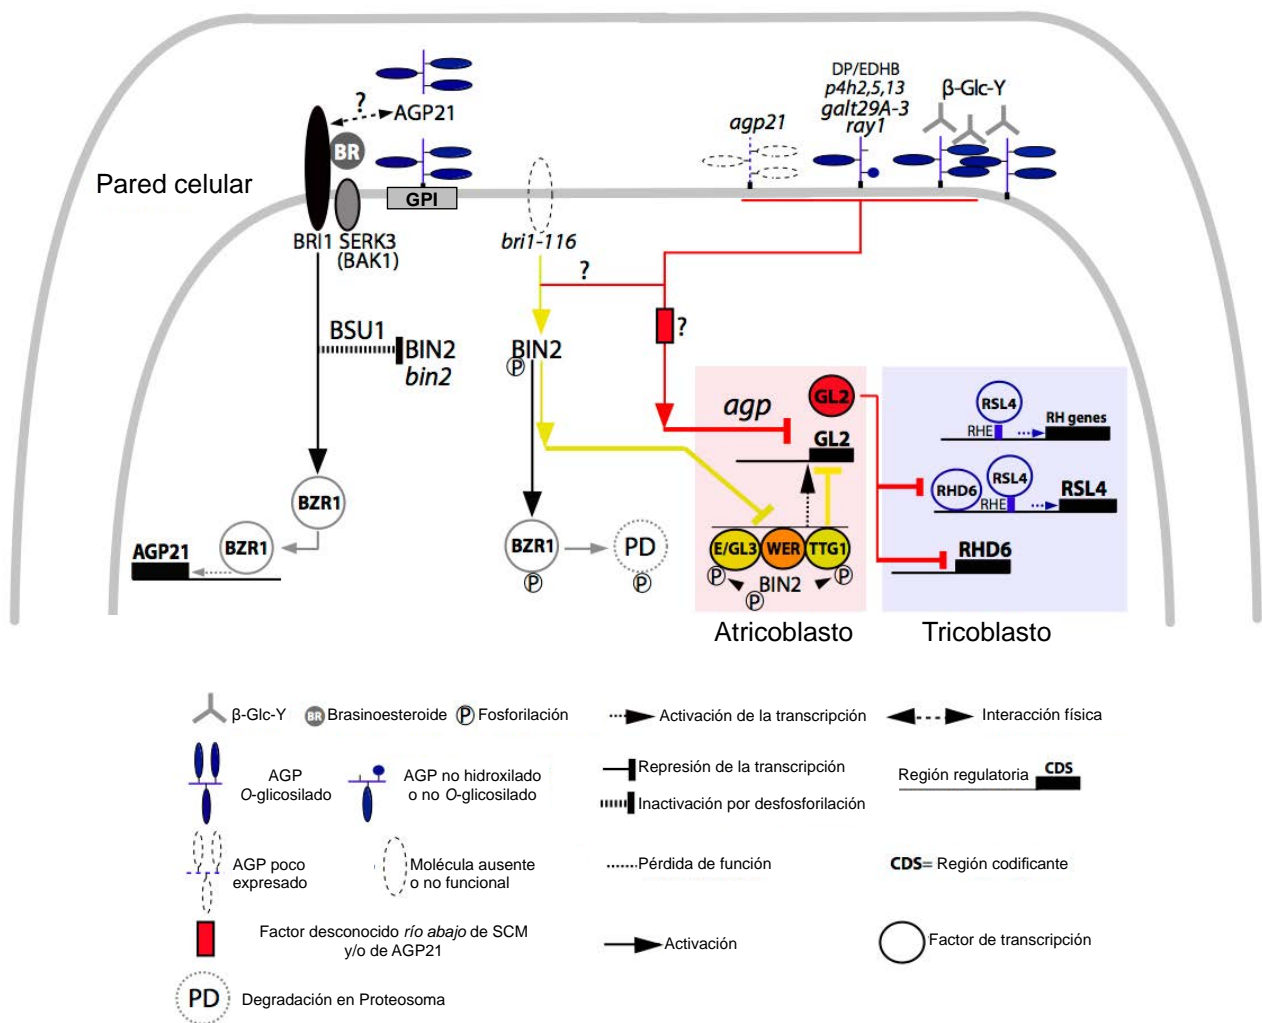 DP/EDHB
p4h2,5,13
galt29A-3
ray1
β-Glc-Y
?
AGP21
agp21
BR
Pared celular
GPI
BRI1 SERK3
(BAK1)
bri1-116
?
BSU1
BIN2
bin2
BIN2
P
?
agp
GL2
GL2
RSL4
RHE
RH genes
RHD6
RSL4
RHE
RSL4
BZR1
BZR1
AGP21
BZR1
P
PD
P
E/GL3
WER
TTG1
P
BIN2
P
P
RHD6
Atricoblasto
Tricoblasto
β-Glc-Y
BR Brasinoesteroide
P Fosforilación
Activación de la transcripción
Interacción física
AGP
O-glicosilado
AGP no hidroxilado
o no O-glicosilado
Represión de la transcripción
Inactivación por desfosforilación
Región regulatoria CDS
AGP poco
expresado
Molécula ausente
o no funcional
Pérdida de función
CDS= Región codificante
Factor desconocido río abajo de SCM
y/o de AGP21
Activación
Factor de transcripción
PD Degradación en Proteosoma